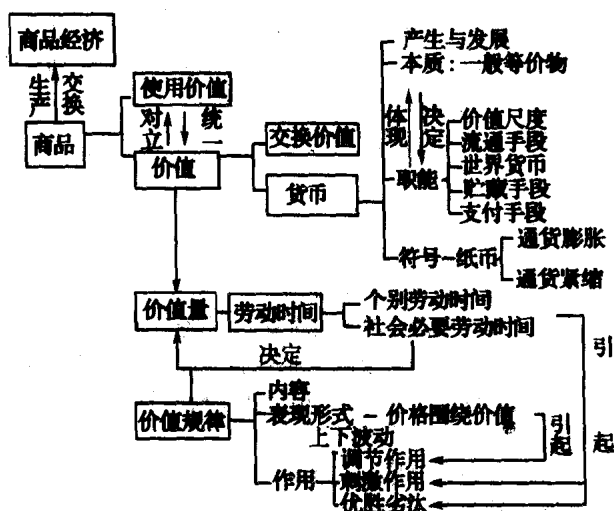 商品经济
生产
交换
商品
使用价值
对立
统一
价值
交换价值
货币
产生与发展
本质：一般等价物
体现
决定
职能
价值尺度
流通手段
世界货币
贮藏手段
支付手段
符号－纸币
通货膨胀
通货紧缩
价值量
劳动时间
个别劳动时间
社会必要劳动时间
决定
引起
价值规律
内容
表现形式－价格围绕价值
上下波动
引起
作用
调节作用
刺激作用
优胜劣汰